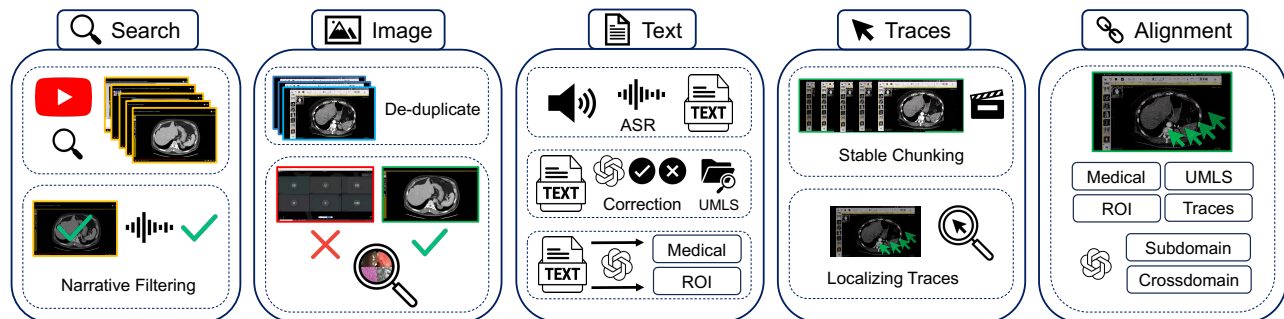 Search
Narrative Filtering
Image
De-duplicate
Text
ASR
TEXT
TEXT
Correction
UMLS
TEXT
Medical
ROI
Traces
Stable Chunking
Localizing Traces
Alignment
Medical
UMLS
ROI
Traces
Subdomain
Crossdomain